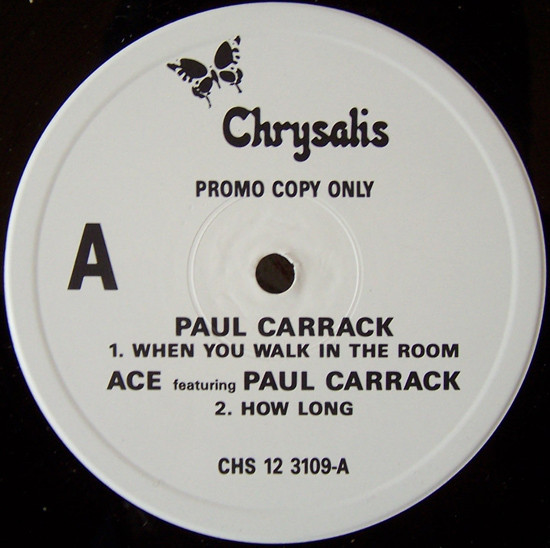 Chrysalis
PROMO COPY ONLY
A
PAUL CARRACK
1. WHEN YOU WALK IN THE ROOM
ACE featuring PAUL CARRACK
2. HOW LONG
CHS 12 3109-A